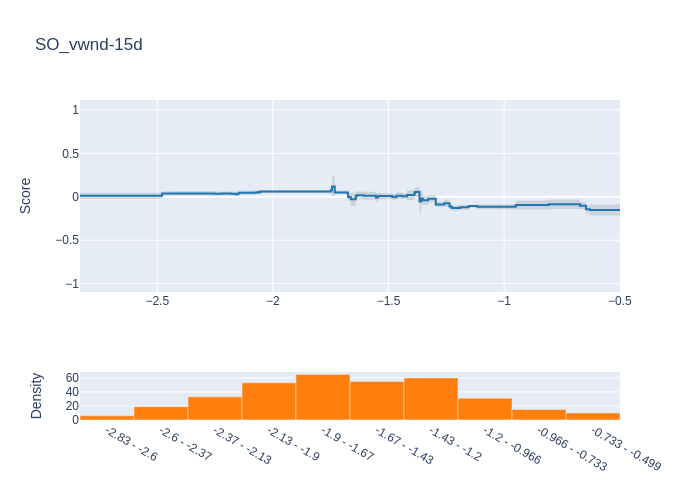 SO_vwnd-15d
1
0.5
0
−0.5
−1
Score
−2.5
−2
−1.5
−1
−0.5
60
40
20
0
Density
-2.83 - -2.6
-2.6 - -2.37
-2.37 - -2.13
-2.13 - -1.9
-1.9 - -1.67
-1.67 - -1.43
-1.43 - -1.2
-1.2 - -0.966
-0.966 - -0.733
-0.733 - -0.499